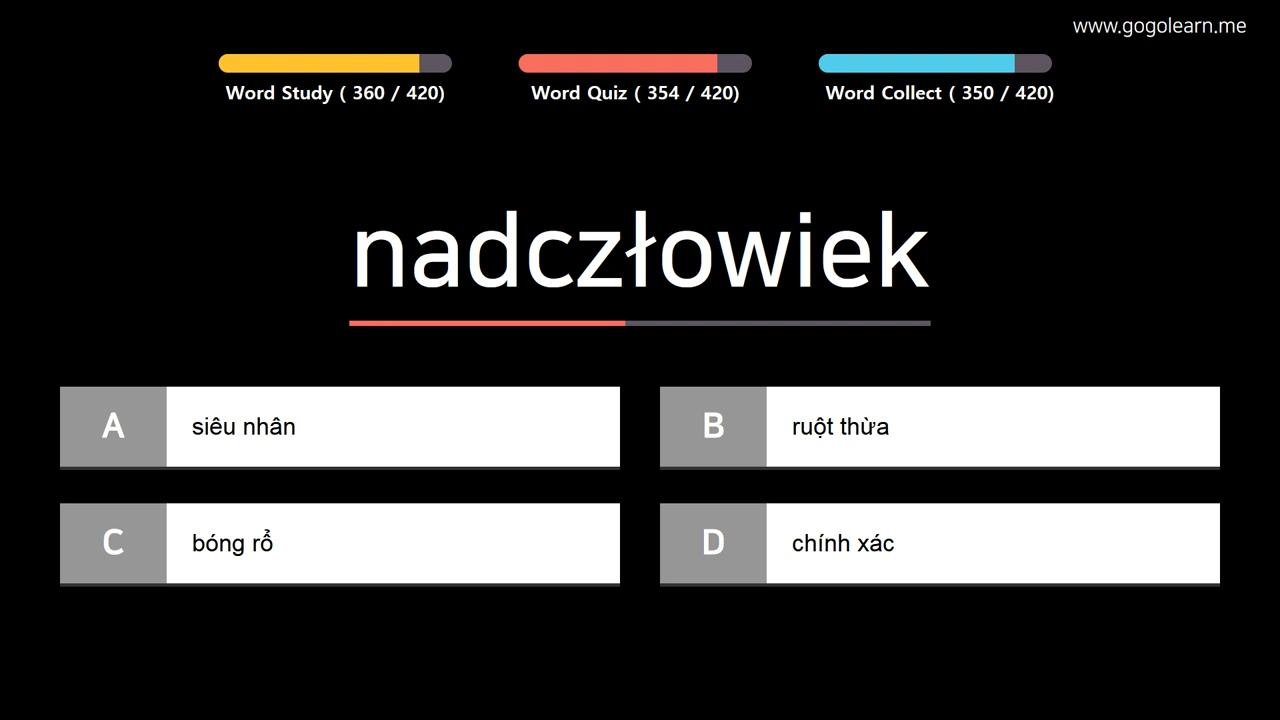 www.gogolearn.me
Word Study ( 360 / 420)
Word Quiz ( 354 / 420)
Word Collect ( 350 / 420)
nadczłowiek
A siêu nhân
B ruột thừa
C bóng rổ
D chính xác